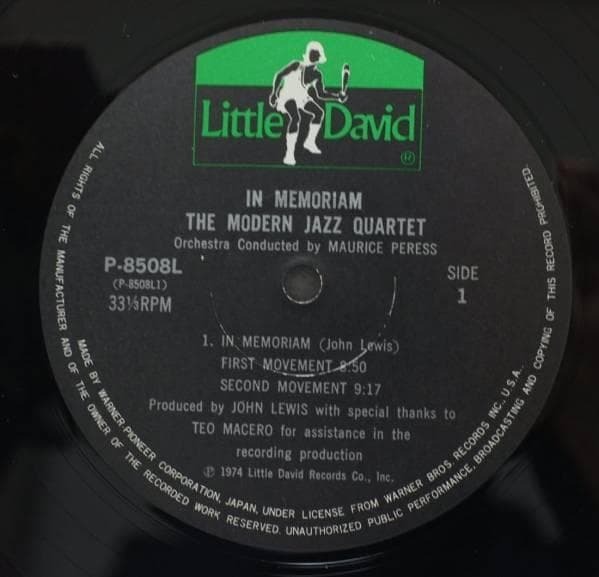 Little David ®
IN MEMORIAM
THE MODERN JAZZ QUARTET
Orchestra Conducted by MAURICE PERESS
P-8508L
(P-8508L1)
33⅓RPM
SIDE
1
1. IN MEMORIAM (John Lewis)
FIRST MOVEMENT 8:50
SECOND MOVEMENT 9:17
Produced by JOHN LEWIS with special thanks to
TEO MACERO for assistance in the
recording production
Ⓟ 1974 Little David Records Co., Inc.
MADE BY WARNER-PIONEER CORPORATION, JAPAN, UNDER LICENSE FROM WARNER BROS. RECORDS INC., U.S.A.
ALL RIGHTS OF THE MANUFACTURER AND OF THE OWNER OF THE RECORDED WORK RESERVED. UNAUTHORIZED PUBLIC PERFORMANCE, BROADCASTING AND COPYING OF THIS RECORD PROHIBITED.